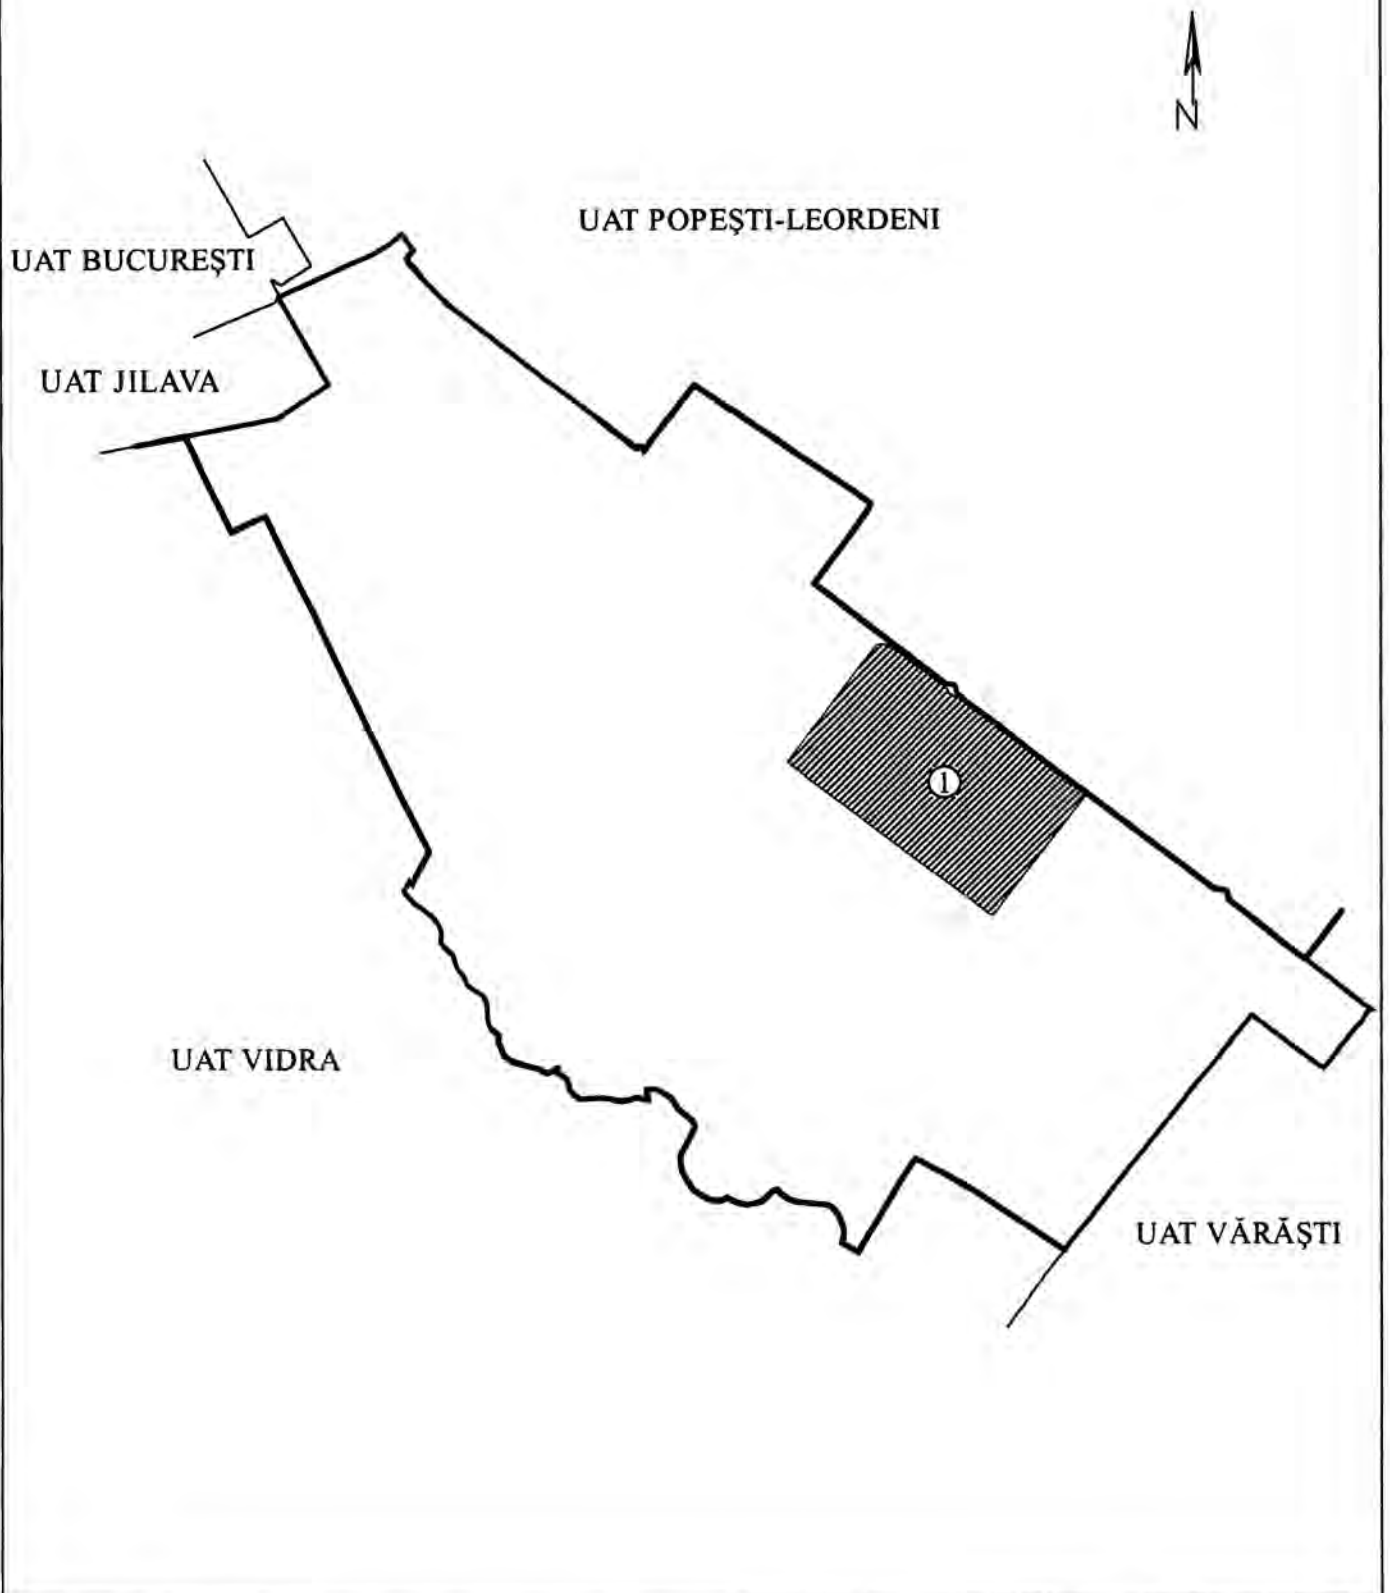 N
UAT POPEŞTI-LEORDENI
UAT BUCUREŞTI
UAT JILAVA
1
UAT VIDRA
UAT VĂRĂŞTI